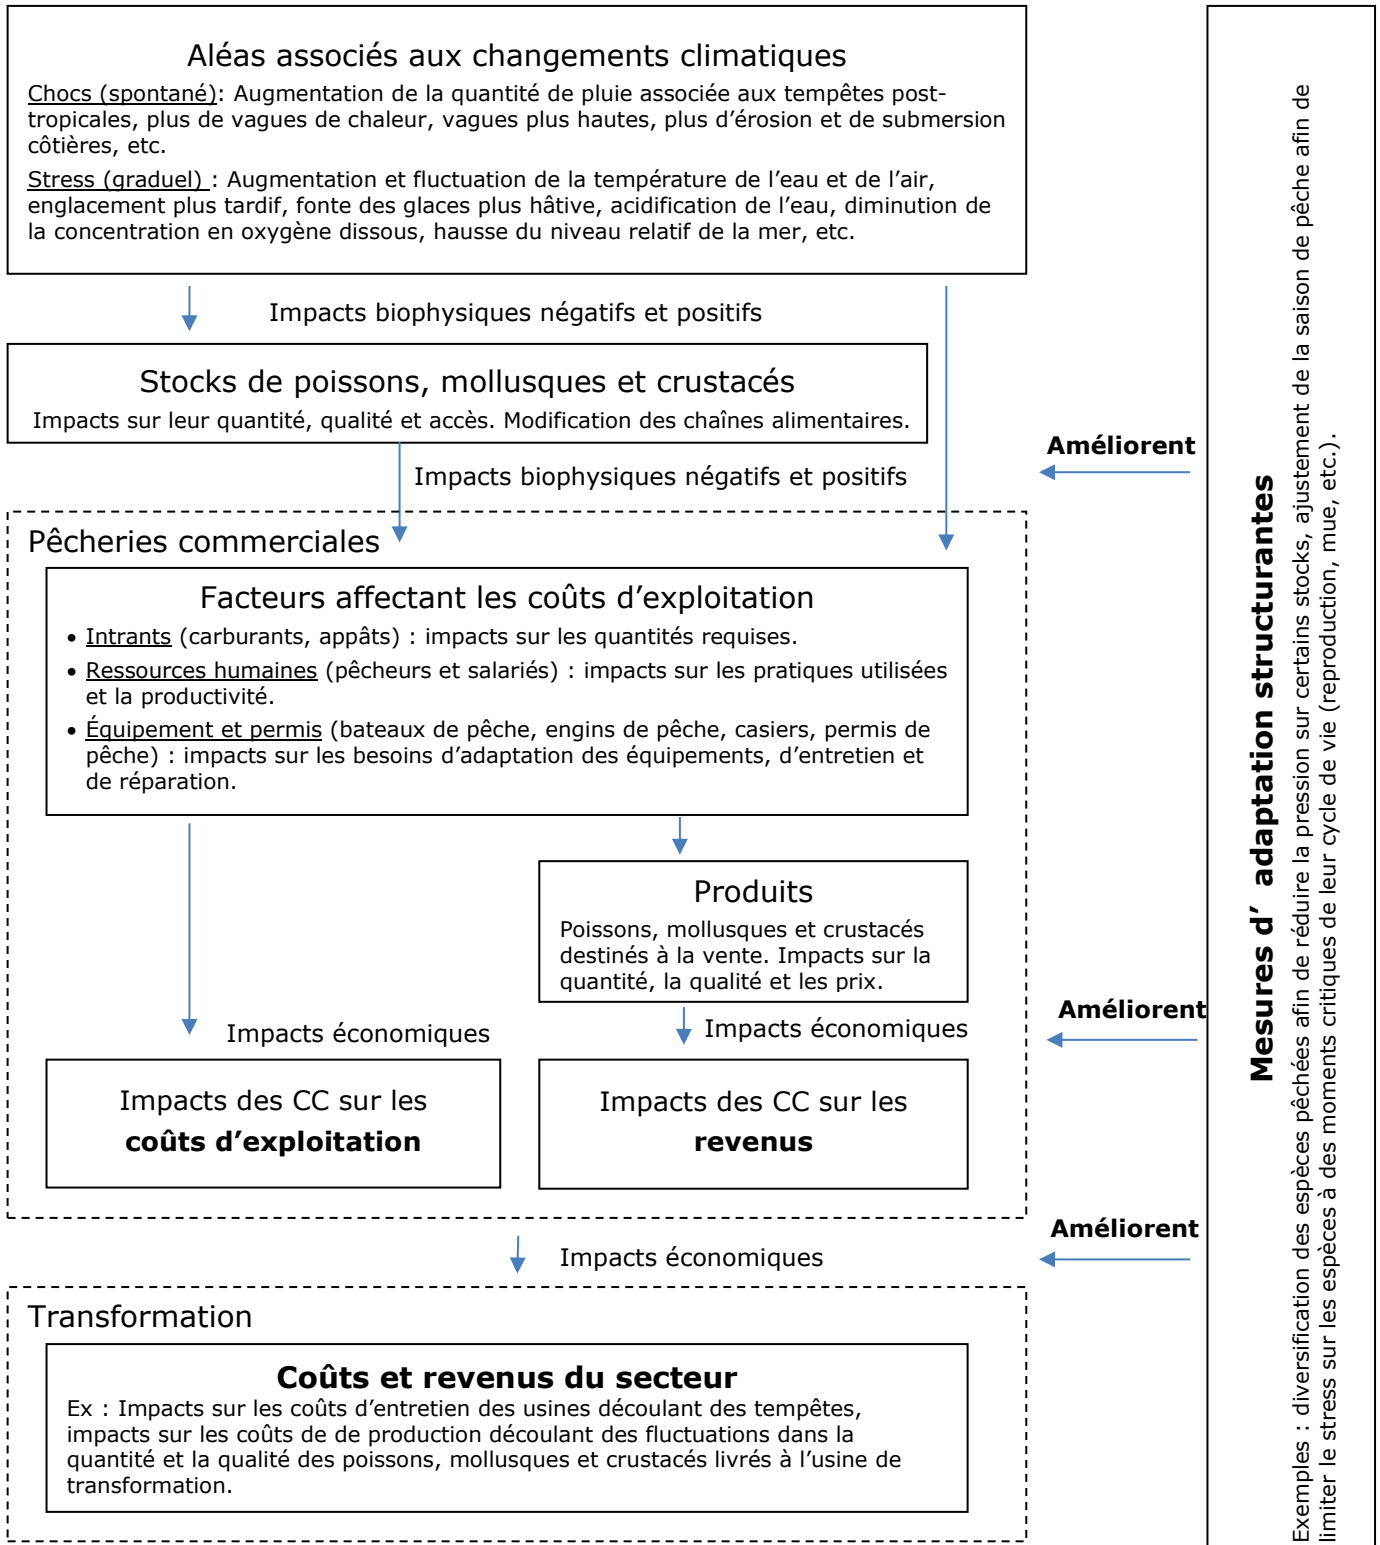 Aléas associés aux changements climatiques
Chocs (spontané): Augmentation de la quantité de pluie associée aux tempêtes post-
tropicales, plus de vagues de chaleur, vagues plus hautes, plus d’érosion et de submersion
côtières, etc.
Stress (graduel) : Augmentation et fluctuation de la température de l’eau et de l’air,
englacement plus tardif, fonte des glaces plus hâtive, acidification de l’eau, diminution de
la concentration en oxygène dissous, hausse du niveau relatif de la mer, etc.
Impacts biophysiques négatifs et positifs
Stocks de poissons, mollusques et crustacés
Impacts sur leur quantité, qualité et accès. Modification des chaînes alimentaires.
Impacts biophysiques négatifs et positifs
Pêcheries commerciales
Facteurs affectant les coûts d’exploitation
• Intrants (carburants, appâts) : impacts sur les quantités requises.
• Ressources humaines (pêcheurs et salariés) : impacts sur les pratiques utilisées
et la productivité.
• Équipement et permis (bateaux de pêche, engins de pêche, casiers, permis de
pêche) : impacts sur les besoins d’adaptation des équipements, d’entretien et
de réparation.
Produits
Poissons, mollusques et crustacés
destinés à la vente. Impacts sur la
quantité, la qualité et les prix.
Impacts économiques
Impacts économiques
Impacts des CC sur les
coûts d’exploitation
Impacts des CC sur les
revenus
Impacts économiques
Transformation
Coûts et revenus du secteur
Ex : Impacts sur les coûts d’entretien des usines découlant des tempêtes,
impacts sur les coûts de de production découlant des fluctuations dans la
quantité et la qualité des poissons, mollusques et crustacés livrés à l’usine de
transformation.
Améliorent
Améliorent
Améliorent
Mesures d’ adaptation structurantes
Exemples : diversification des espèces pêchées afin de réduire la pression sur certains stocks, ajustement de la saison de pêche afin de
limiter le stress sur les espèces à des moments critiques de leur cycle de vie (reproduction, mue, etc.).